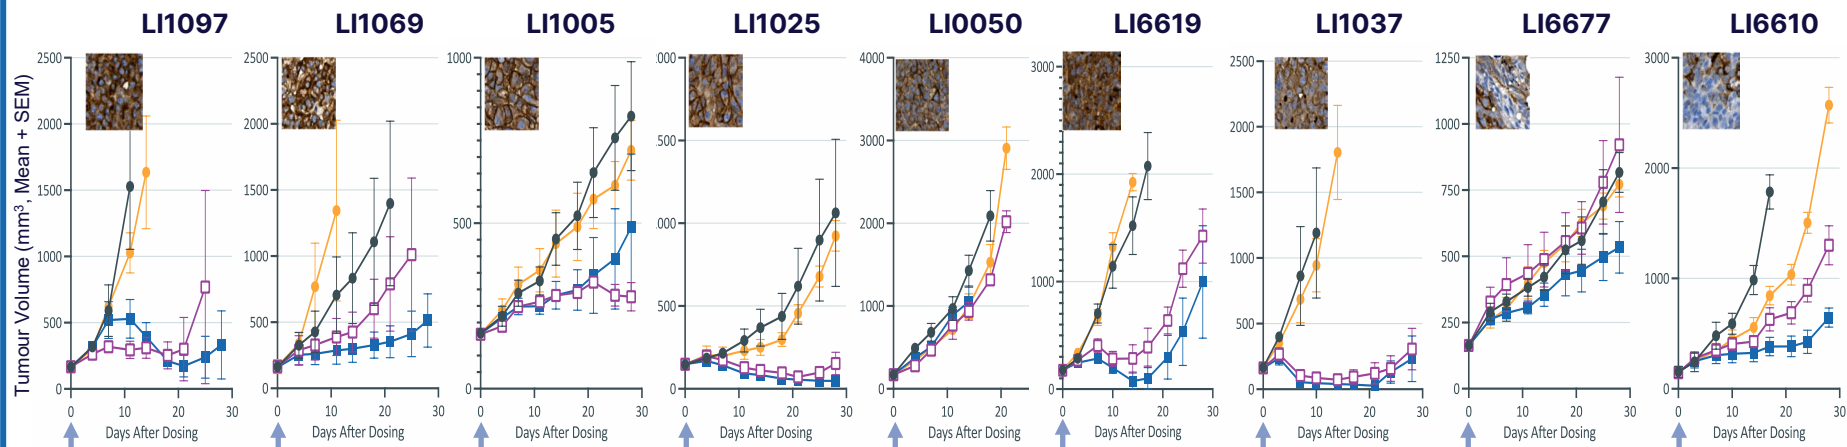 LI1097 LI1069 LI1005 LI1025 LI0050 LI6619 LI1037 LI6677 LI6610
Tumour Volume (mm³, Mean + SEM)
2500 2000 1500 1000 500 0
2500 2000 1500 1000 500 0
1000 500 0
000 500 000 500 0
4000 3000 2000 1000 0
3000 2000 1000 0
2500 2000 1500 1000 500 0
1250 1000 750 500 250 0
3000 2000 1000 0
0 10 20 30 0 10 20 30 0 10 20 30 0 10 20 30 0 10 20 30 0 10 20 30 0 10 20 30 0 10 20 30 0 10 20 30
Days After Dosing Days After Dosing Days After Dosing Days After Dosing Days After Dosing Days After Dosing Days After Dosing Days After Dosing Days After Dosing